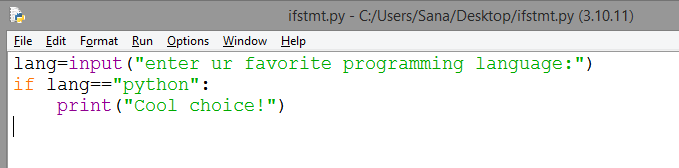 ifstmt.py - C:/Users/Sana/Desktop/ifstmt.py (3.10.11)
File Edit Format Run Options Window Help
lang=input("enter ur favorite programming language:")
if lang=="python":
    print("Cool choice!")